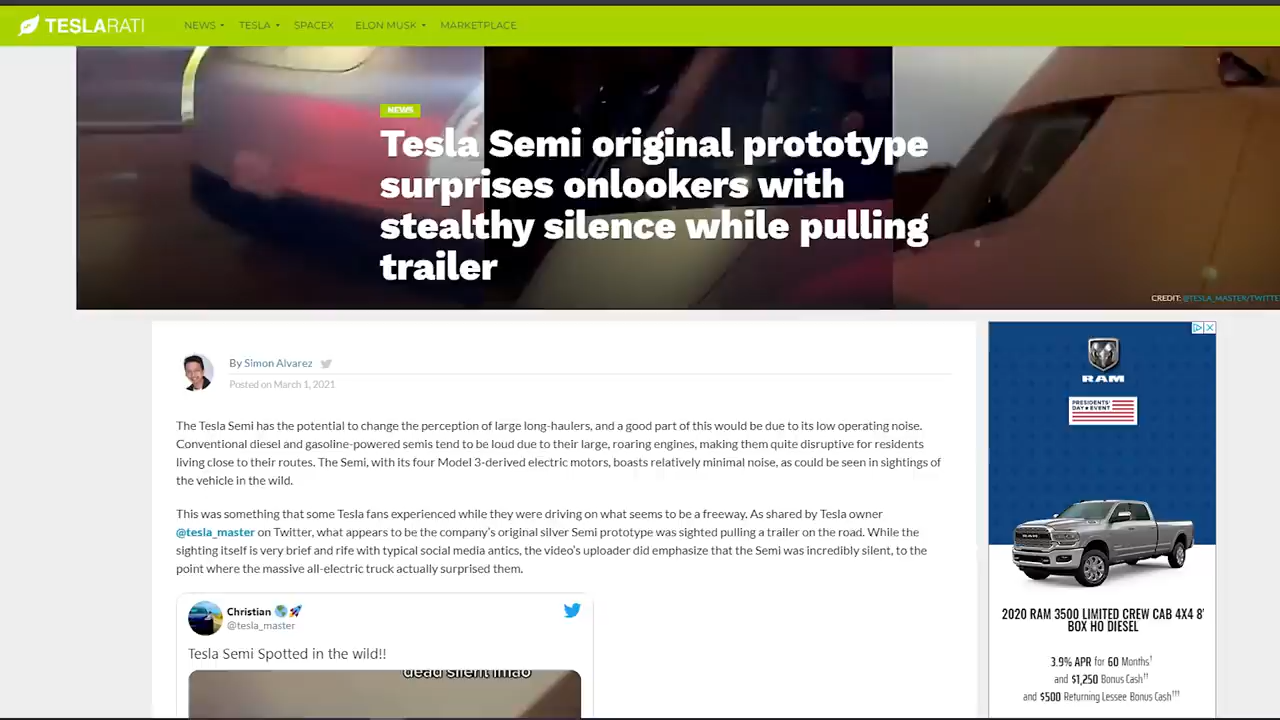 TESLARATI
NEWS TESLA SPACEX ELON MUSK MARKETPLACE
NEWS
Tesla Semi original prototype
surprises onlookers with
stealthy silence while pulling
trailer
CREDIT: @TESLA_MASTER/TWITTE
By Simon Alvarez
Posted on March 1, 2021
The Tesla Semi has the potential to change the perception of large long-haulers, and a good part of this would be due to its low operating noise.
Conventional diesel and gasoline-powered semis tend to be loud due to their large, roaring engines, making them quite disruptive for residents
living close to their routes. The Semi, with its four Model 3-derived electric motors, boasts relatively minimal noise, as could be seen in sightings of
the vehicle in the wild.
This was something that some Tesla fans experienced while they were driving on what seems to be a freeway. As shared by Tesla owner
@tesla_master on Twitter, what appears to be the company's original silver Semi prototype was sighted pulling a trailer on the road. While the
sighting itself is very brief and rife with typical social media antics, the video's uploader did emphasize that the Semi was incredibly silent, to the
point where the massive all-electric truck actually surprised them.
Christian
@tesla_master
Tesla Semi Spotted in the wild!!
dead silent lmao
RAM
PRESIDENTS'
DAY EVENT
2020 RAM 3500 LIMITED CREW CAB 4X4 8'
BOX HO DIESEL
3.9% APR for 60 Months†
and $1,250 Bonus Cash††
and $500 Returning Lessee Bonus Cash†††